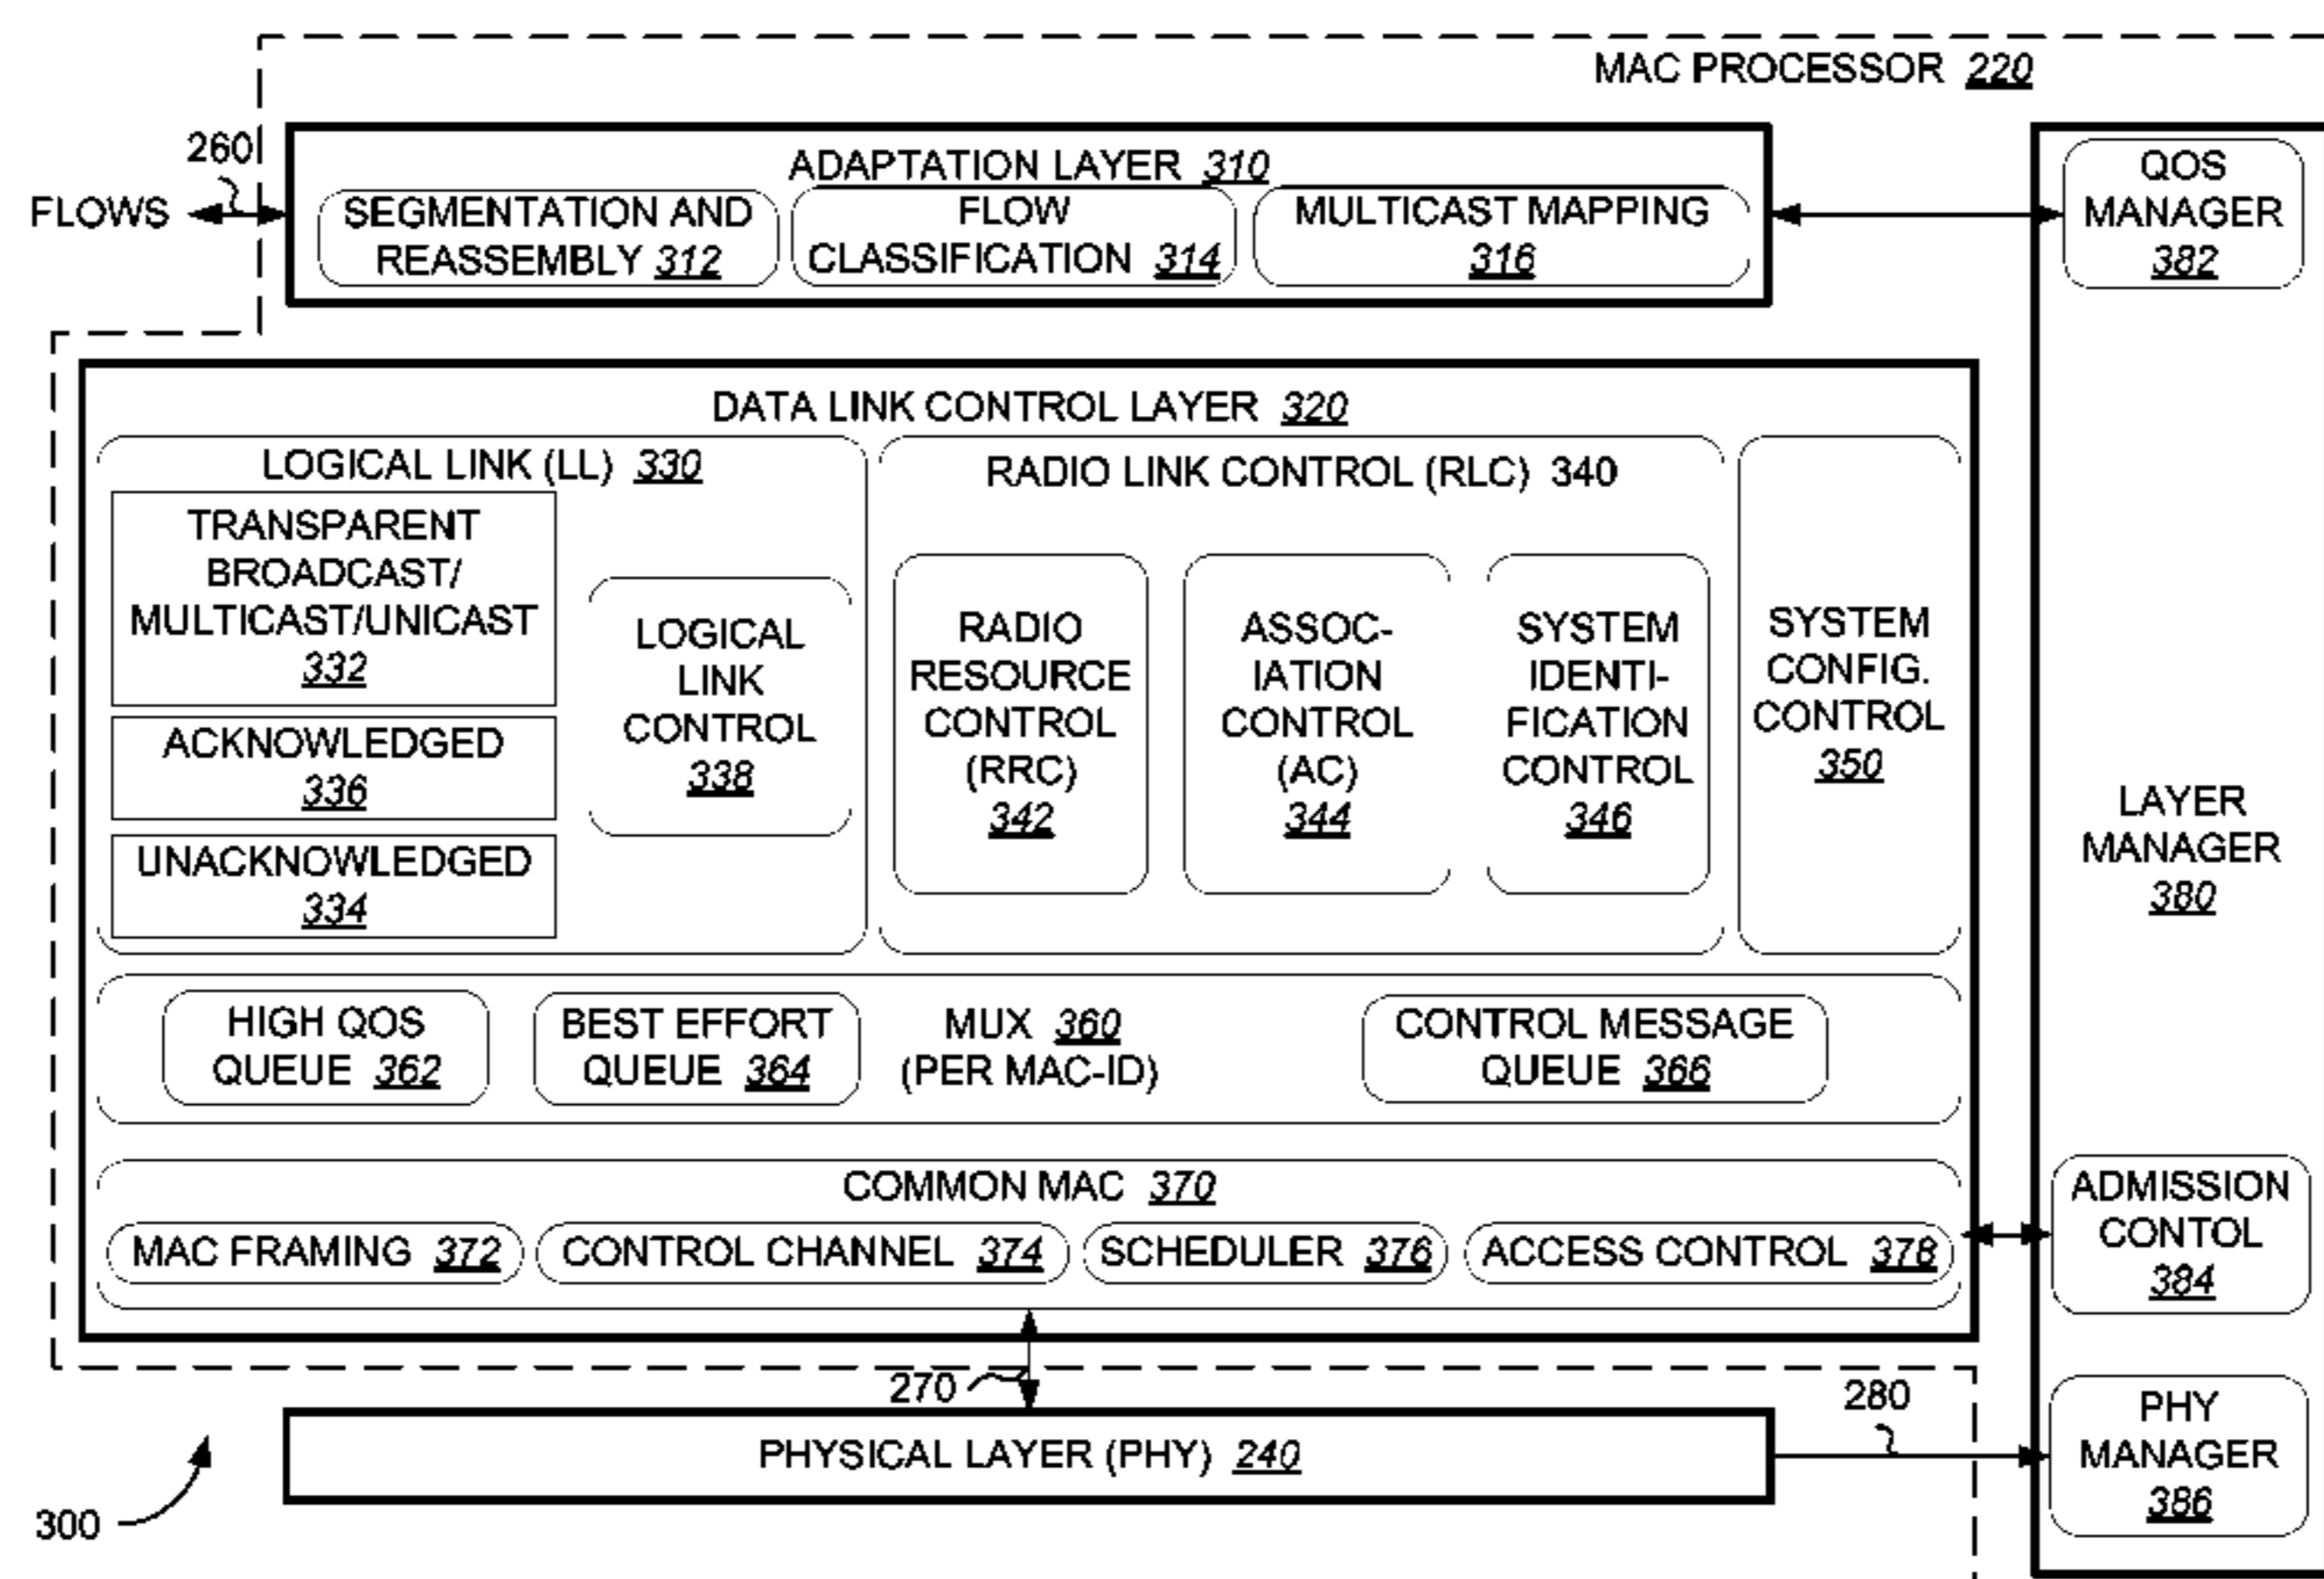 MAC PROCESSOR 220
260
FLOWS
ADAPTATION LAYER 310
SEGMENTATION AND
REASSEMBLY 312
FLOW
CLASSIFICATION 314
MULTICAST MAPPING
316
QOS
MANAGER
382
DATA LINK CONTROL LAYER 320
LOGICAL LINK (LL) 330
TRANSPARENT
BROADCAST/
MULTICAST/UNICAST
332
ACKNOWLEDGED
336
UNACKNOWLEDGED
334
LOGICAL
LINK
CONTROL
338
RADIO LINK CONTROL (RLC) 340
RADIO
RESOURCE
CONTROL
(RRC)
342
ASSOC-
IATION
CONTROL
(AC)
344
SYSTEM
IDENTI-
FICATION
CONTROL
346
SYSTEM
CONFIG.
CONTROL
350
LAYER
MANAGER
380
HIGH QOS
QUEUE 362
BEST EFFORT
QUEUE 364
MUX 360
(PER MAC-ID)
CONTROL MESSAGE
QUEUE 366
COMMON MAC 370
MAC FRAMING 372
CONTROL CHANNEL 374
SCHEDULER 376
ACCESS CONTROL 378
ADMISSION
CONTOL
384
270
280
PHYSICAL LAYER (PHY) 240
PHY
MANAGER
386
300